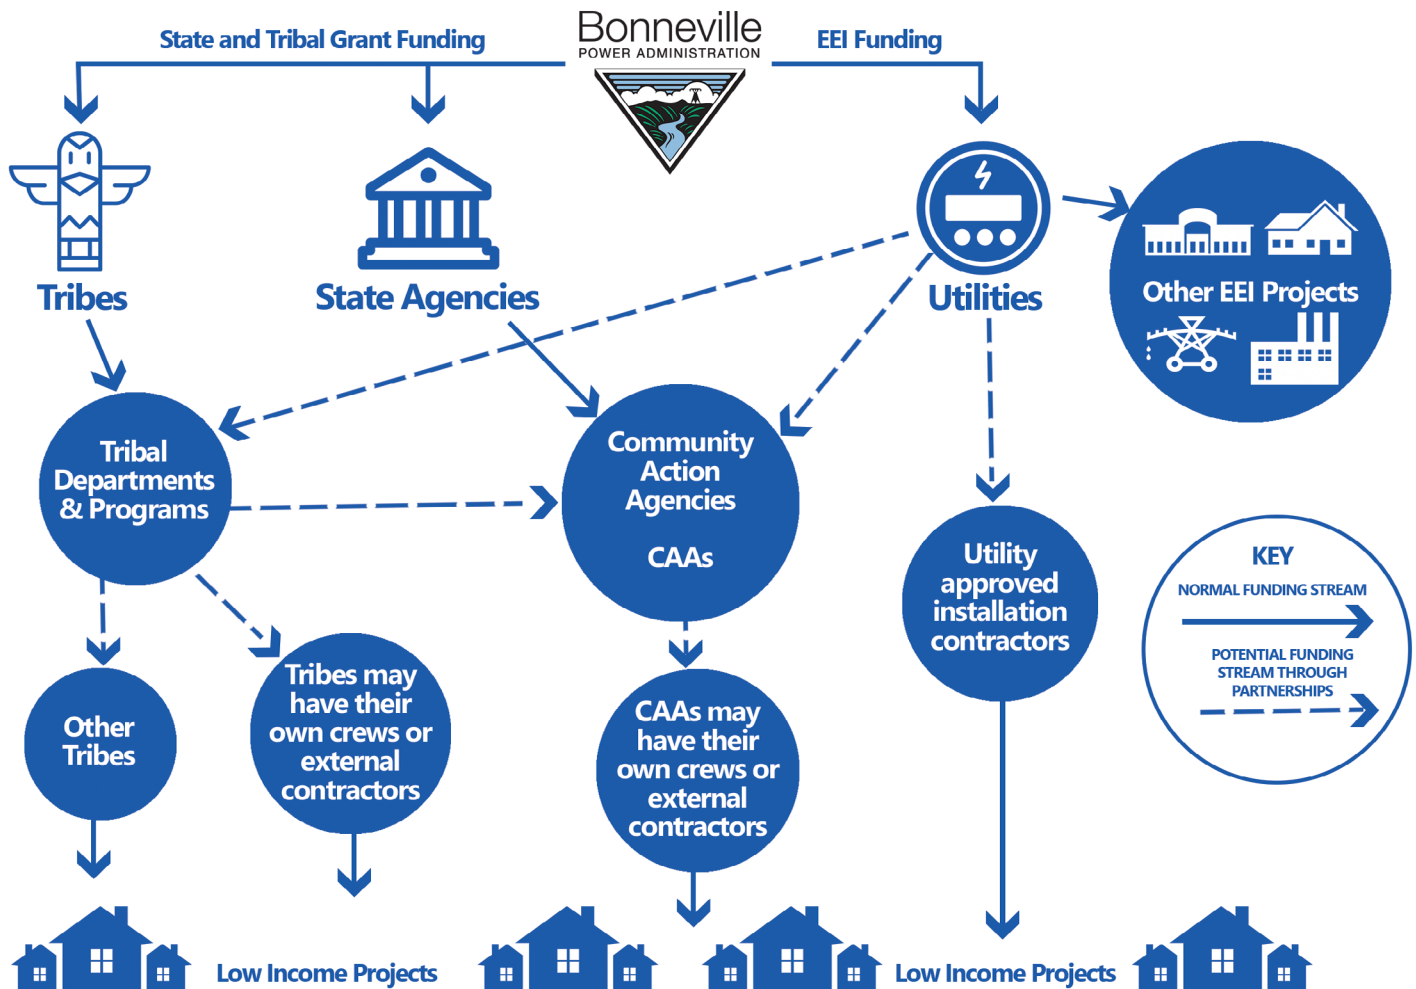 Bonneville
POWER ADMINISTRATION
State and Tribal Grant Funding
EEI Funding
Tribes
State Agencies
Utilities
Other EEI Projects
Tribal
Departments
& Programs
Community
Action
Agencies
CAAs
Utility
approved
installation
contractors
KEY
NORMAL FUNDING STREAM
POTENTIAL FUNDING
STREAM THROUGH
PARTNERSHIPS
Other
Tribes
Tribes may
have their
own crews or
external
contractors
CAAs may
have their
own crews or
external
contractors
Low Income Projects
Low Income Projects